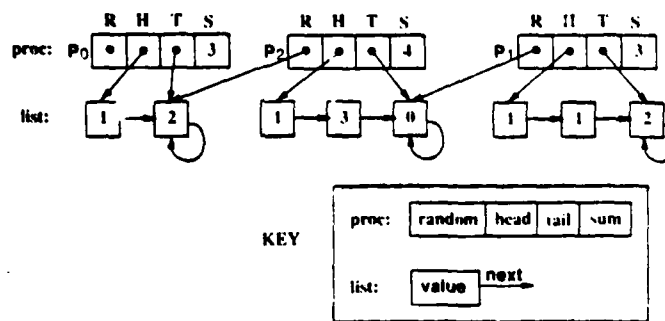 R H T S R H T S R H T S
proc: P0 3 P2 4 P1 3
list: 1 2 1 3 0 1 1 2
KEY
proc: random head tail sum
list: value next